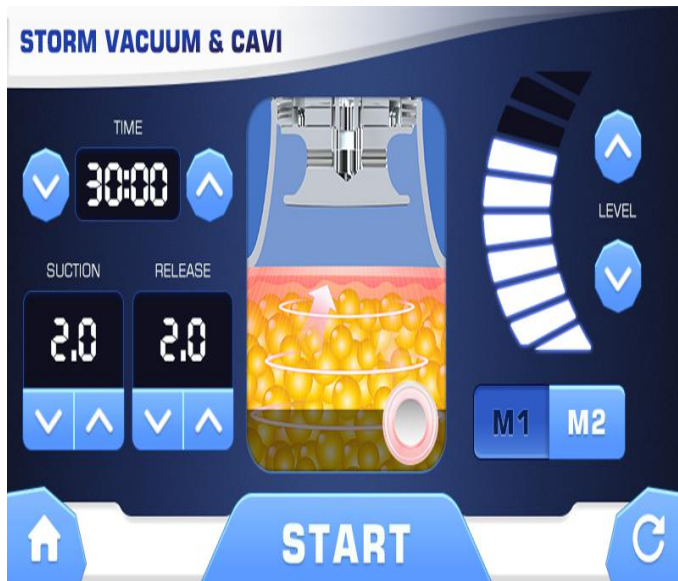 STORM VACUUM & CAVI
TIME
30:00
SUCTION RELEASE
2.0 2.0
LEVEL
M1 M2
START